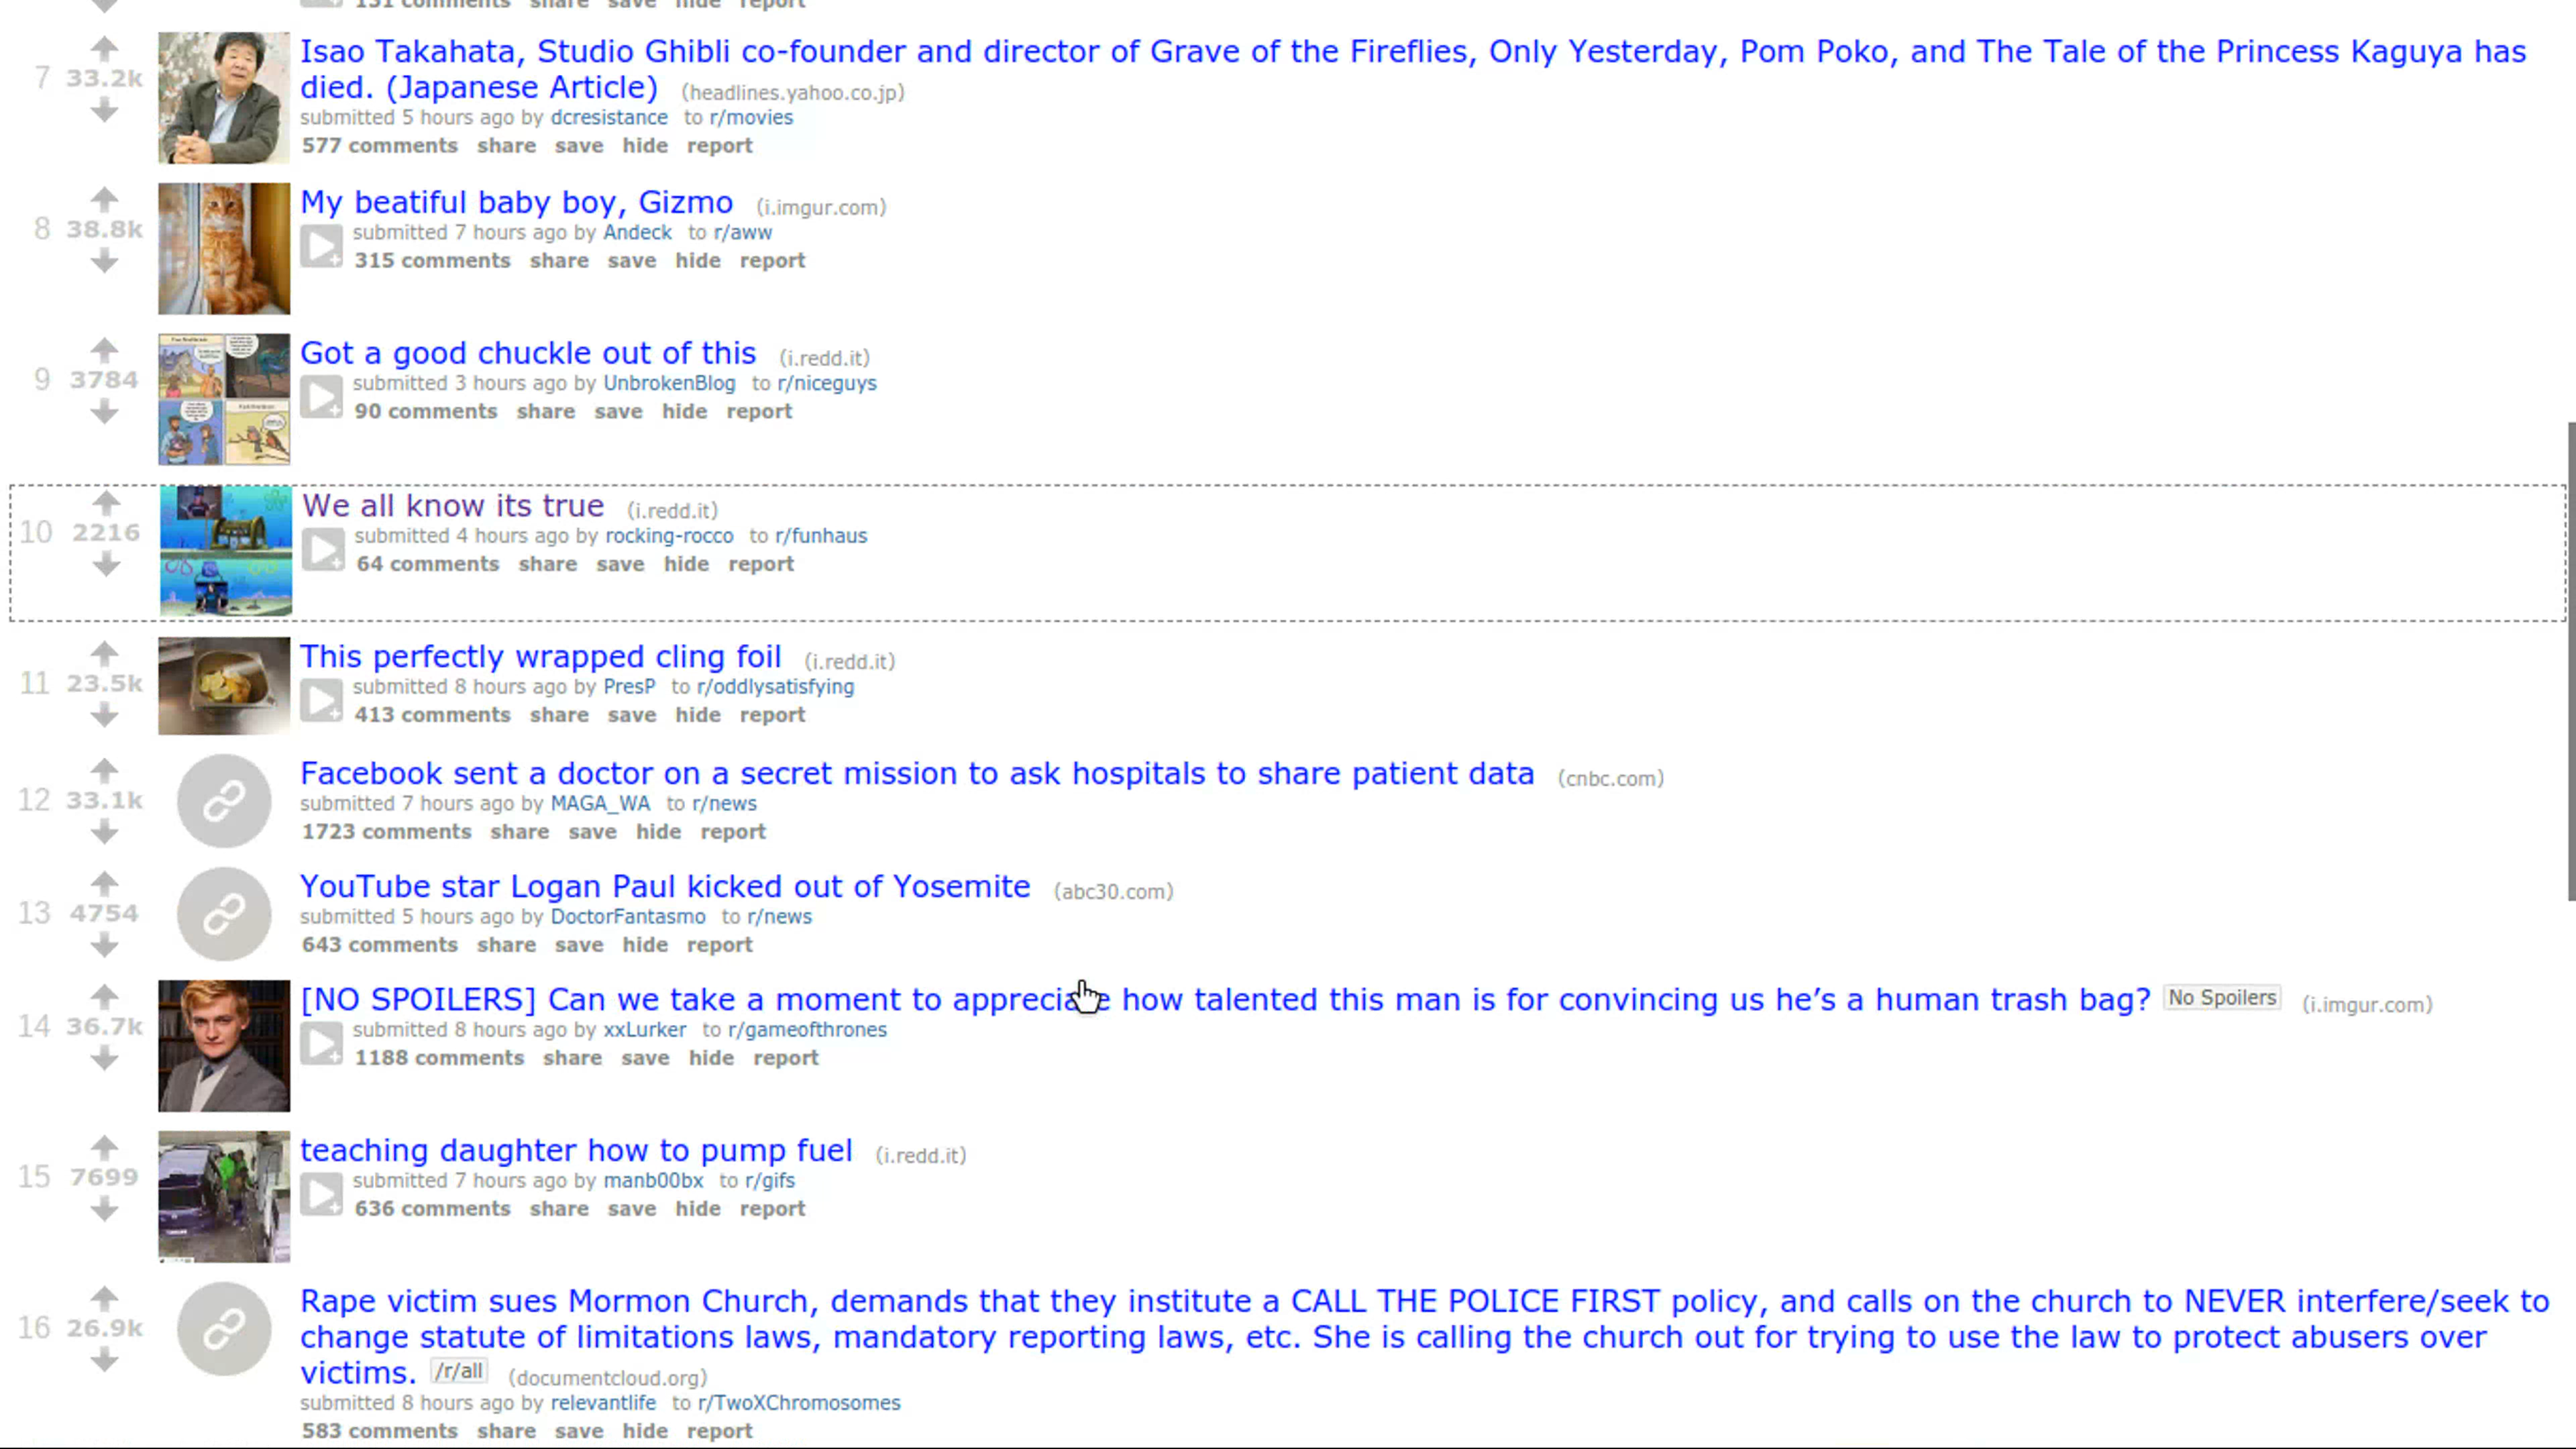 131 comments share save hide report
7 33.2k Isao Takahata, Studio Ghibli co-founder and director of Grave of the Fireflies, Only Yesterday, Pom Poko, and The Tale of the Princess Kaguya has
died. (Japanese Article) (headlines.yahoo.co.jp)
submitted 5 hours ago by dcresistance to r/movies
577 comments share save hide report
8 38.8k My beatiful baby boy, Gizmo (i.imgur.com)
submitted 7 hours ago by Andeck to r/aww
315 comments share save hide report
9 3784 Got a good chuckle out of this (i.redd.it)
submitted 3 hours ago by UnbrokenBlog to r/niceguys
90 comments share save hide report
10 2216 We all know its true (i.redd.it)
submitted 4 hours ago by rocking-rocco to r/funhaus
64 comments share save hide report
11 23.5k This perfectly wrapped cling foil (i.redd.it)
submitted 8 hours ago by PresP to r/oddlysatisfying
413 comments share save hide report
12 33.1k Facebook sent a doctor on a secret mission to ask hospitals to share patient data (cnbc.com)
submitted 7 hours ago by MAGA_WA to r/news
1723 comments share save hide report
13 4754 YouTube star Logan Paul kicked out of Yosemite (abc30.com)
submitted 5 hours ago by DoctorFantasmo to r/news
643 comments share save hide report
14 36.7k [NO SPOILERS] Can we take a moment to appreciate how talented this man is for convincing us he’s a human trash bag? No Spoilers (i.imgur.com)
submitted 8 hours ago by xxLurker to r/gameofthrones
1188 comments share save hide report
15 7699 teaching daughter how to pump fuel (i.redd.it)
submitted 7 hours ago by manb00bx to r/gifs
636 comments share save hide report
16 26.9k Rape victim sues Mormon Church, demands that they institute a CALL THE POLICE FIRST policy, and calls on the church to NEVER interfere/seek to
change statute of limitations laws, mandatory reporting laws, etc. She is calling the church out for trying to use the law to protect abusers over
victims. /r/all (documentcloud.org)
submitted 8 hours ago by relevantlife to r/TwoXChromosomes
583 comments share save hide report